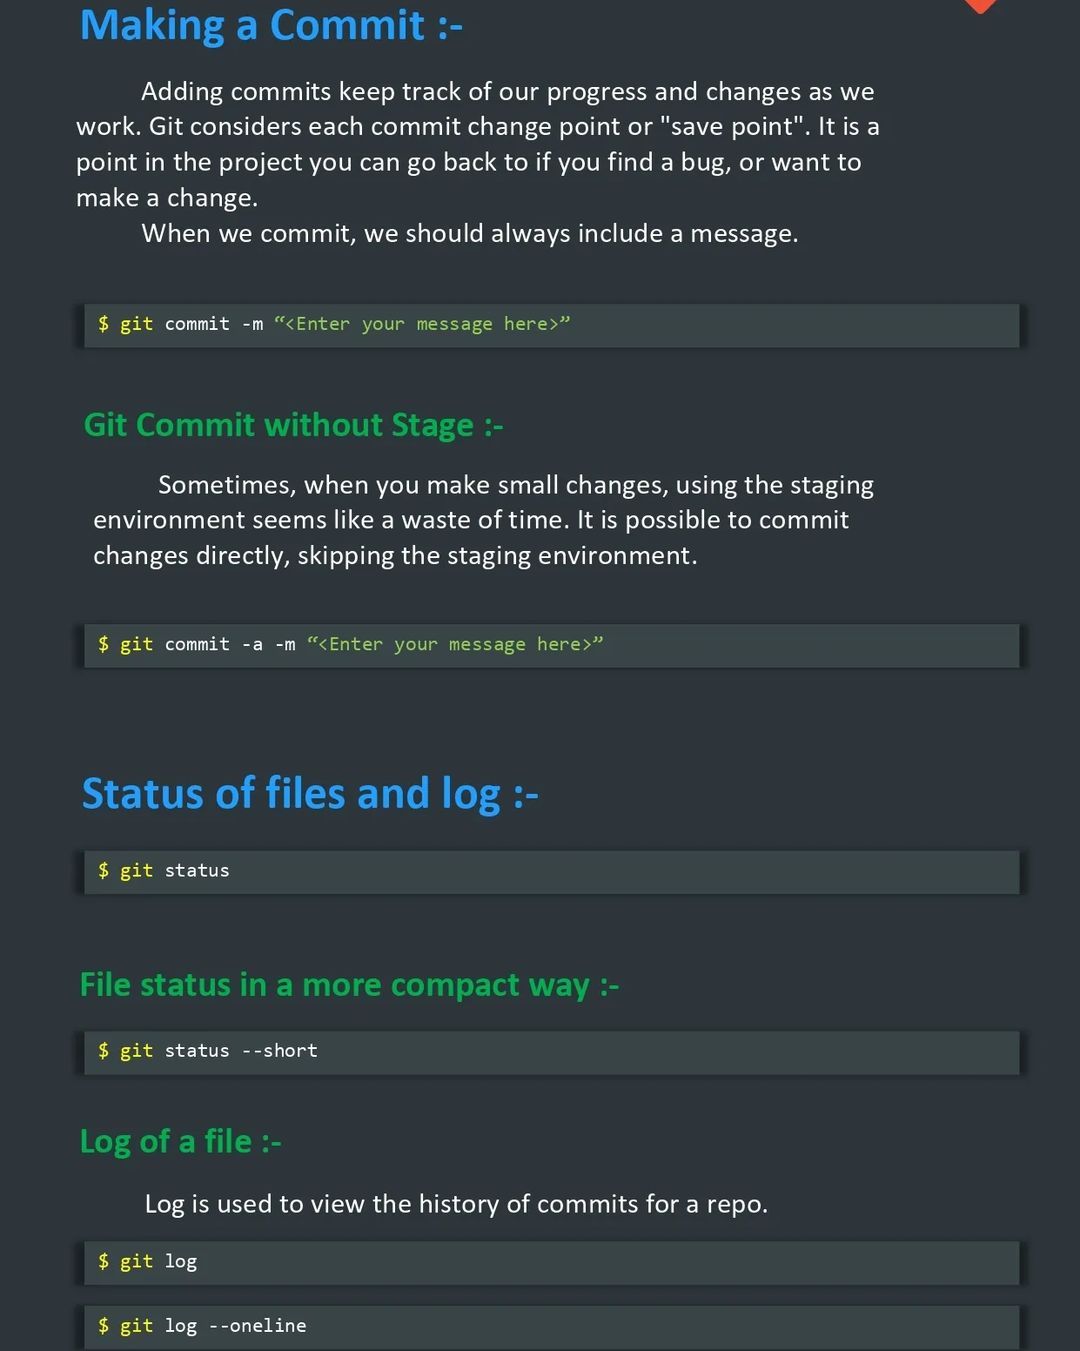 Making a Commit :-
Adding commits keep track of our progress and changes as we
work. Git considers each commit change point or "save point". It is a
point in the project you can go back to if you find a bug, or want to
make a change.
When we commit, we should always include a message.
$ git commit -m “<Enter your message here>”
Git Commit without Stage :-
Sometimes, when you make small changes, using the staging
environment seems like a waste of time. It is possible to commit
changes directly, skipping the staging environment.
$ git commit -a -m “<Enter your message here>”
Status of files and log :-
$ git status
File status in a more compact way :-
$ git status --short
Log of a file :-
Log is used to view the history of commits for a repo.
$ git log
$ git log --oneline